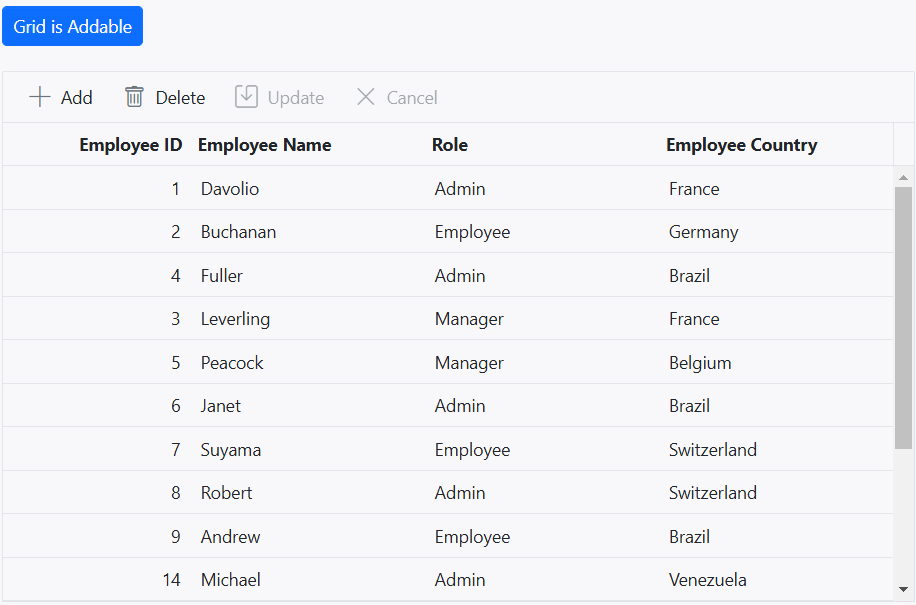 Grid is Addable
Add Delete Update Cancel
Employee ID Employee Name Role Employee Country
1 Davolio Admin France
2 Buchanan Employee Germany
4 Fuller Admin Brazil
3 Leverling Manager France
5 Peacock Manager Belgium
6 Janet Admin Brazil
7 Suyama Employee Switzerland
8 Robert Admin Switzerland
9 Andrew Employee Brazil
14 Michael Admin Venezuela